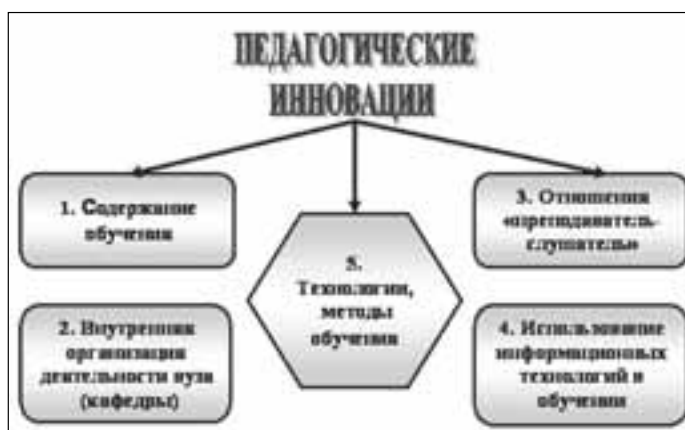 ПЕДАГОГИЧЕСКИЕ
ИННОВАЦИИ
1. Содержание
обучения
2. Внутренняя
организация
деятельности вуза
(кафедры)
5.
Технологии,
методы
обучения
3. Отношения
«преподаватель-
слушатель»
4. Использование
информационовых
технологий в
обучении